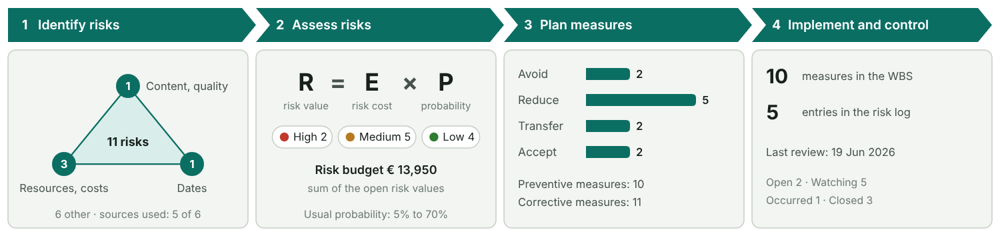 1 Identify risks
1 Content, quality
11 risks
3
1
Resources, costs
Dates
6 other · sources used: 5 of 6
2 Assess risks
R = E × P
risk value risk cost probability
High 2 Medium 5 Low 4
Risk budget € 13,950
sum of the open risk values
Usual probability: 5% to 70%
3 Plan measures
Avoid 2
Reduce 5
Transfer 2
Accept 2
Preventive measures: 10
Corrective measures: 11
4 Implement and control
10 measures in the WBS
5 entries in the risk log
Last review: 19 Jun 2026
Open 2 · Watching 5
Occurred 1 · Closed 3